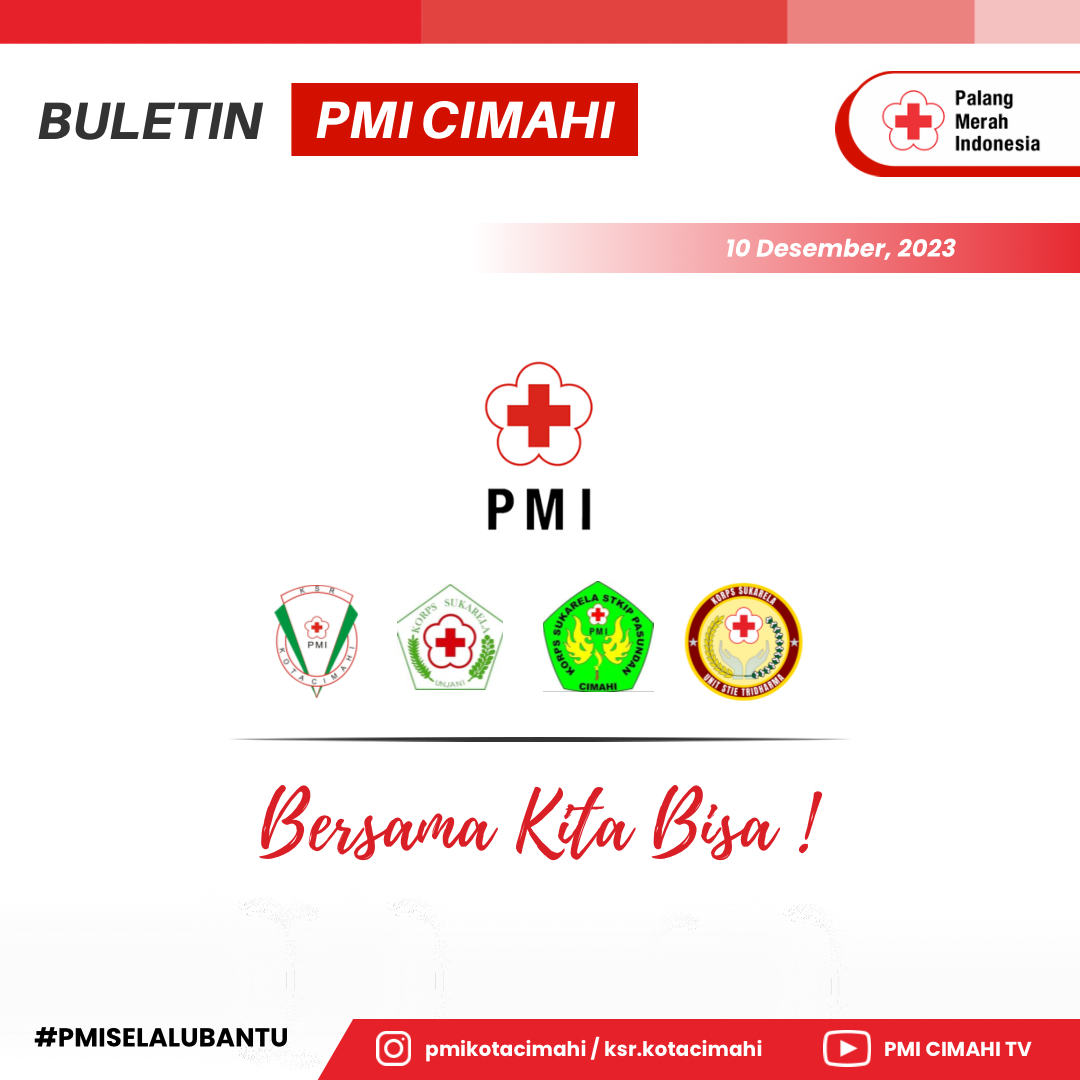 BULETIN PMI CIMAHI
Palang
Merah
Indonesia
10 Desember, 2023
PMI
KSR
PMI
KOTA CIMAHI
KORPS SUKARELA
UNJANI
KORPS SUKARELA STKIP PASUNDAN
PMI
CIMAHI
KORPS SUKARELA
UNIT STIE TRIDHARMA
Bersama Kita Bisa !
#PMISELALUBANTU
pmikotacimahi / ksr.kotacimahi
PMI CIMAHI TV